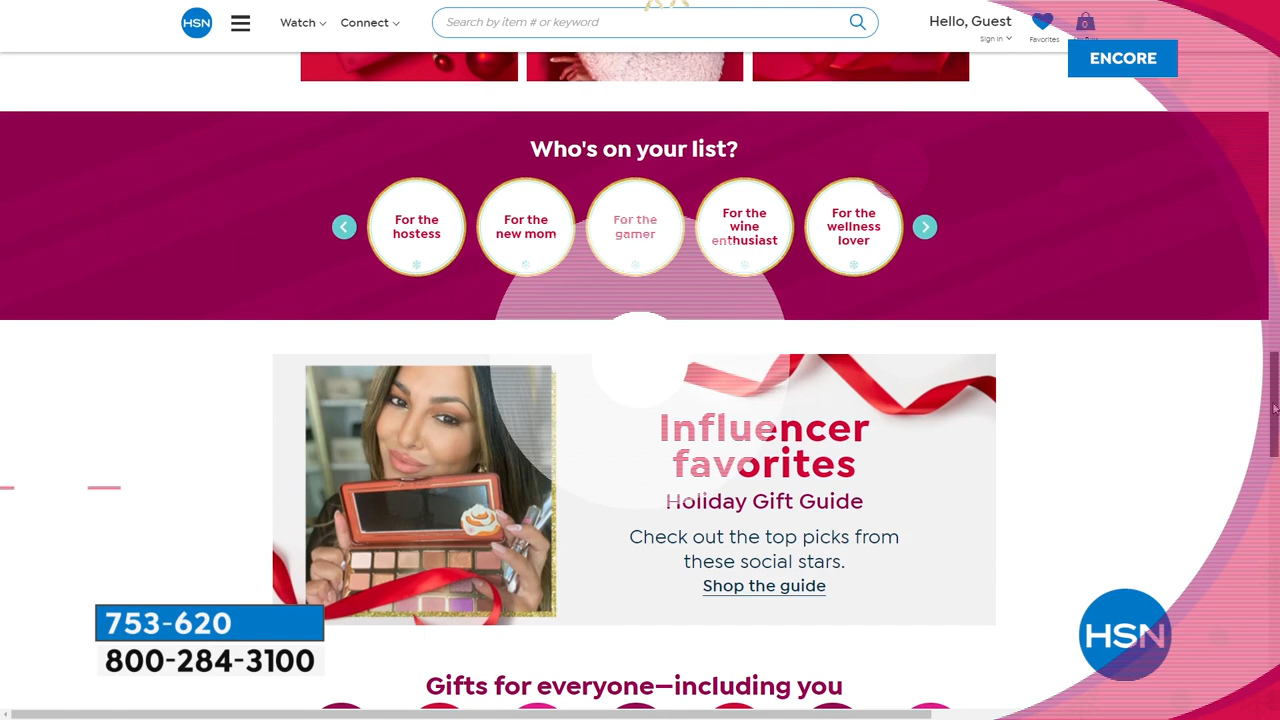 HSN
Watch
Connect
Search by item # or keyword
Hello, Guest
Sign In
Favorites
0
ENCORE
Who's on your list?
For the
hostess
For the
new mom
For the
gamer
For the
wine
enthusiast
For the
wellness
lover
Influencer
favorites
Holiday Gift Guide
Check out the top picks from
these social stars.
Shop the guide
753-620
800-284-3100
HSN
Gifts for everyone—including you